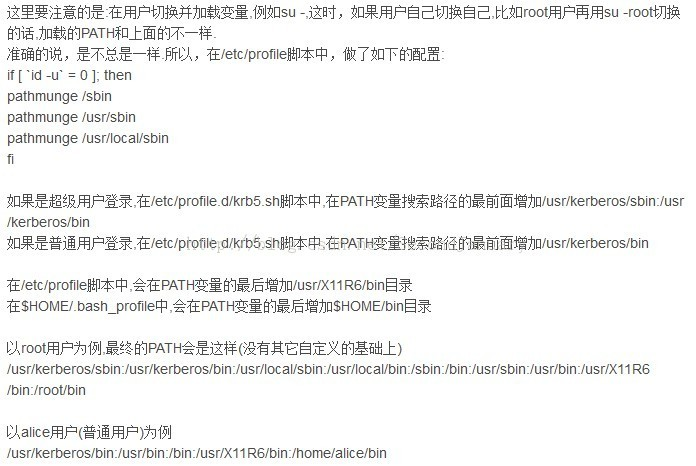 这里要注意的是:在用户切换并加载变量,例如su -,这时，如果用户自己切换自己,比如root用户再用su -root切换
的话,加载的PATH和上面的不一样.
准确的说，是不总是一样.所以，在/etc/profile脚本中，做了如下的配置:
if [ `id -u` = 0 ]; then
pathmunge /sbin
pathmunge /usr/sbin
pathmunge /usr/local/sbin
fi
如果是超级用户登录,在/etc/profile.d/krb5.sh脚本中,在PATH变量搜索路径的最前面增加/usr/kerberos/sbin:/usr
/kerberos/bin
如果是普通用户登录,在/etc/profile.d/krb5.sh脚本中,在PATH变量搜索路径的最前面增加/usr/kerberos/bin
在/etc/profile脚本中,会在PATH变量的最后增加/usr/X11R6/bin目录
在$HOME/.bash_profile中,会在PATH变量的最后增加$HOME/bin目录
以root用户为例,最终的PATH会是这样(没有其它自定义的基础上)
/usr/kerberos/sbin:/usr/kerberos/bin:/usr/local/sbin:/usr/local/bin:/sbin:/bin:/usr/sbin:/usr/bin:/usr/X11R6
/bin:/root/bin
以alice用户(普通用户)为例
/usr/kerberos/bin:/usr/bin:/bin:/usr/X11R6/bin:/home/alice/bin